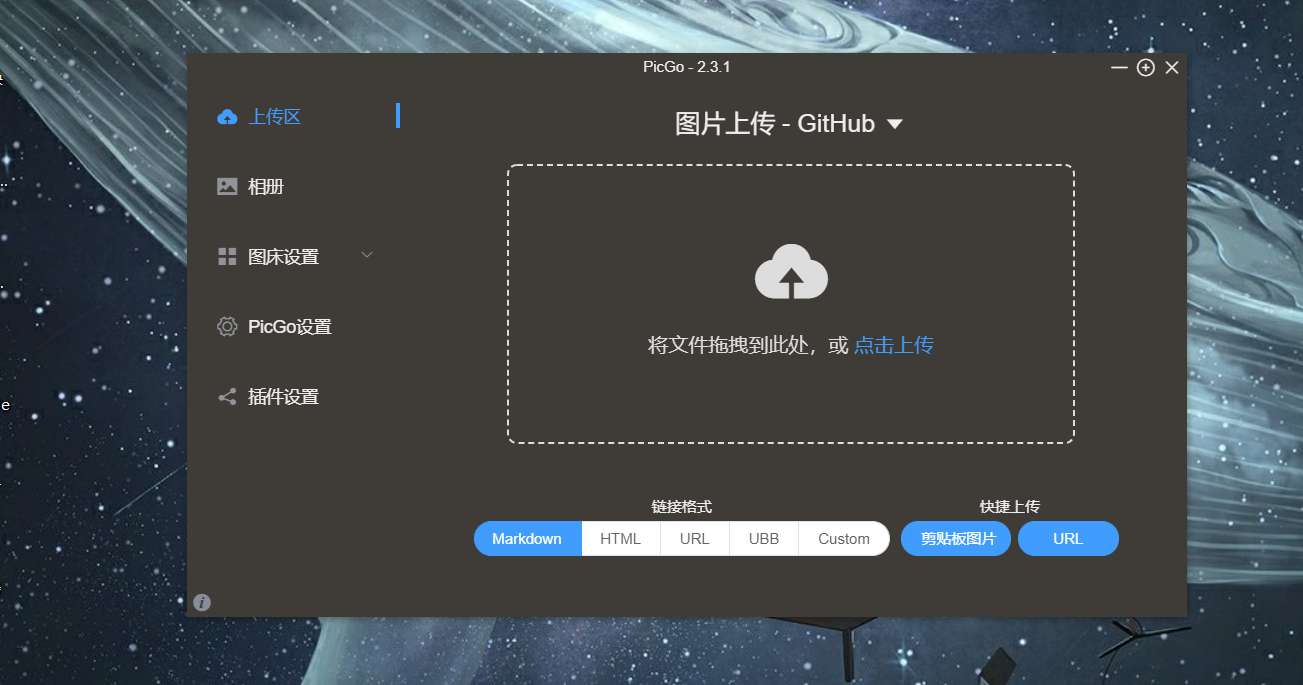 PicGo - 2.3.1
上传区
相册
图床设置
PicGo设置
插件设置
图片上传 - GitHub
将文件拖拽到此处，或 点击上传
链接格式
Markdown HTML URL UBB Custom
快捷上传
剪贴板图片 URL
e